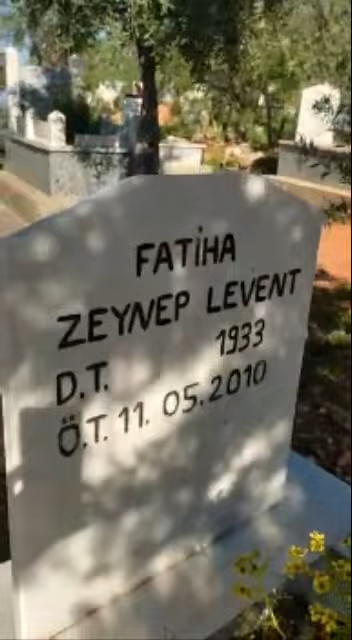 FATİHA
ZEYNEP LEVENT
D.T. 1933
Ö.T. 11. 05.2010